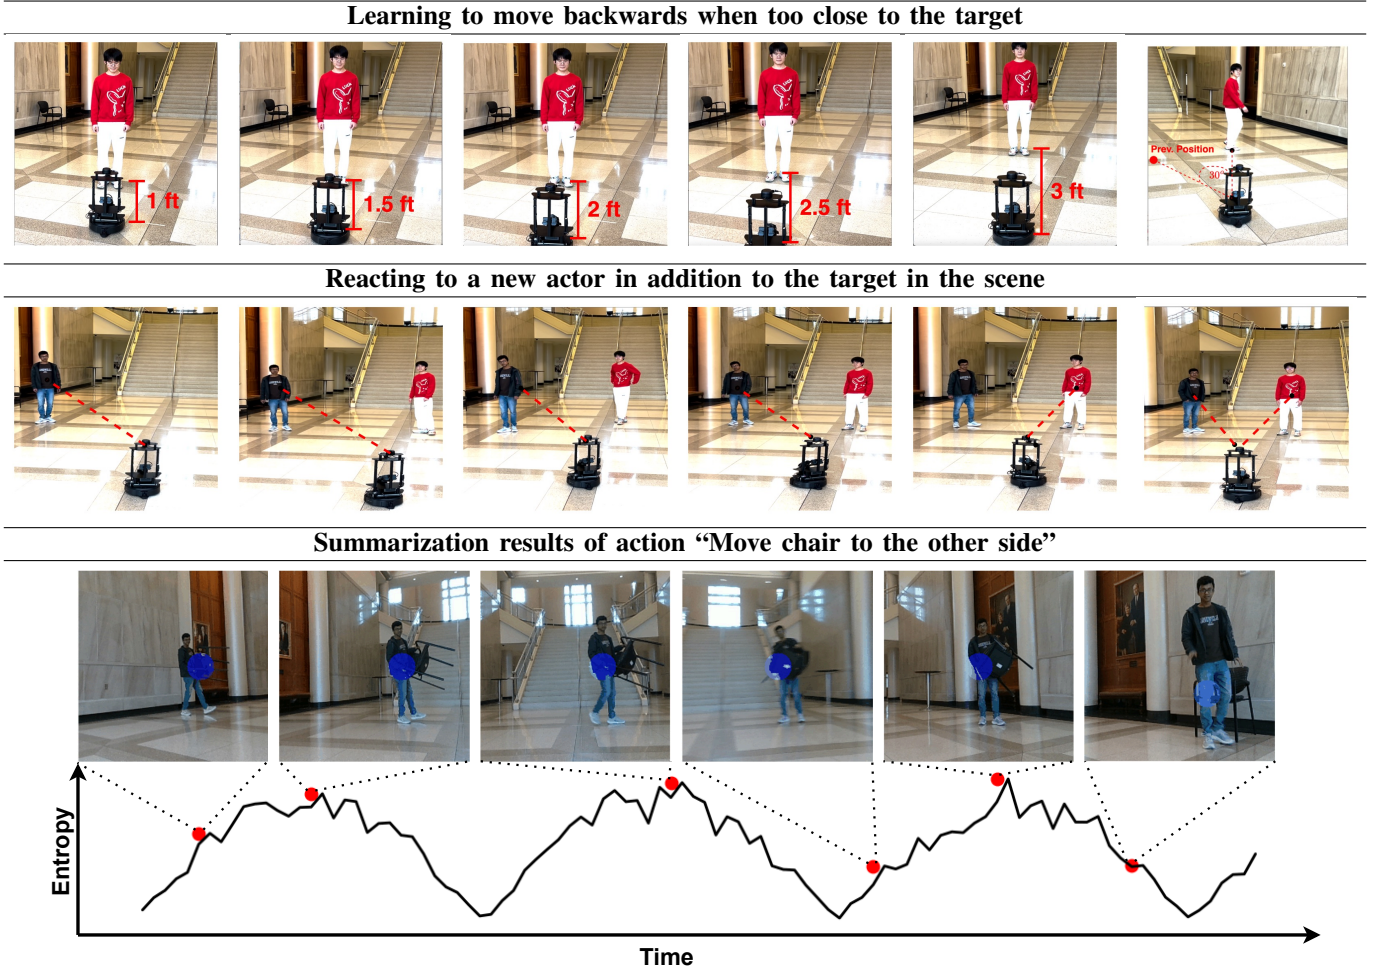 Learning to move backwards when too close to the target
1 ft
1.5 ft
2 ft
2.5 ft
3 ft
Prev. Position
30°
Reacting to a new actor in addition to the target in the scene
Summarization results of action “Move chair to the other side”
Entropy
Time